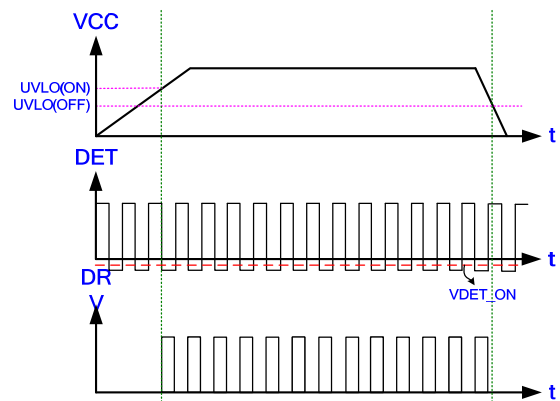 VCC
UVLO(ON)
UVLO(OFF)
t
DET
t
DR
V
VDET_ON
t